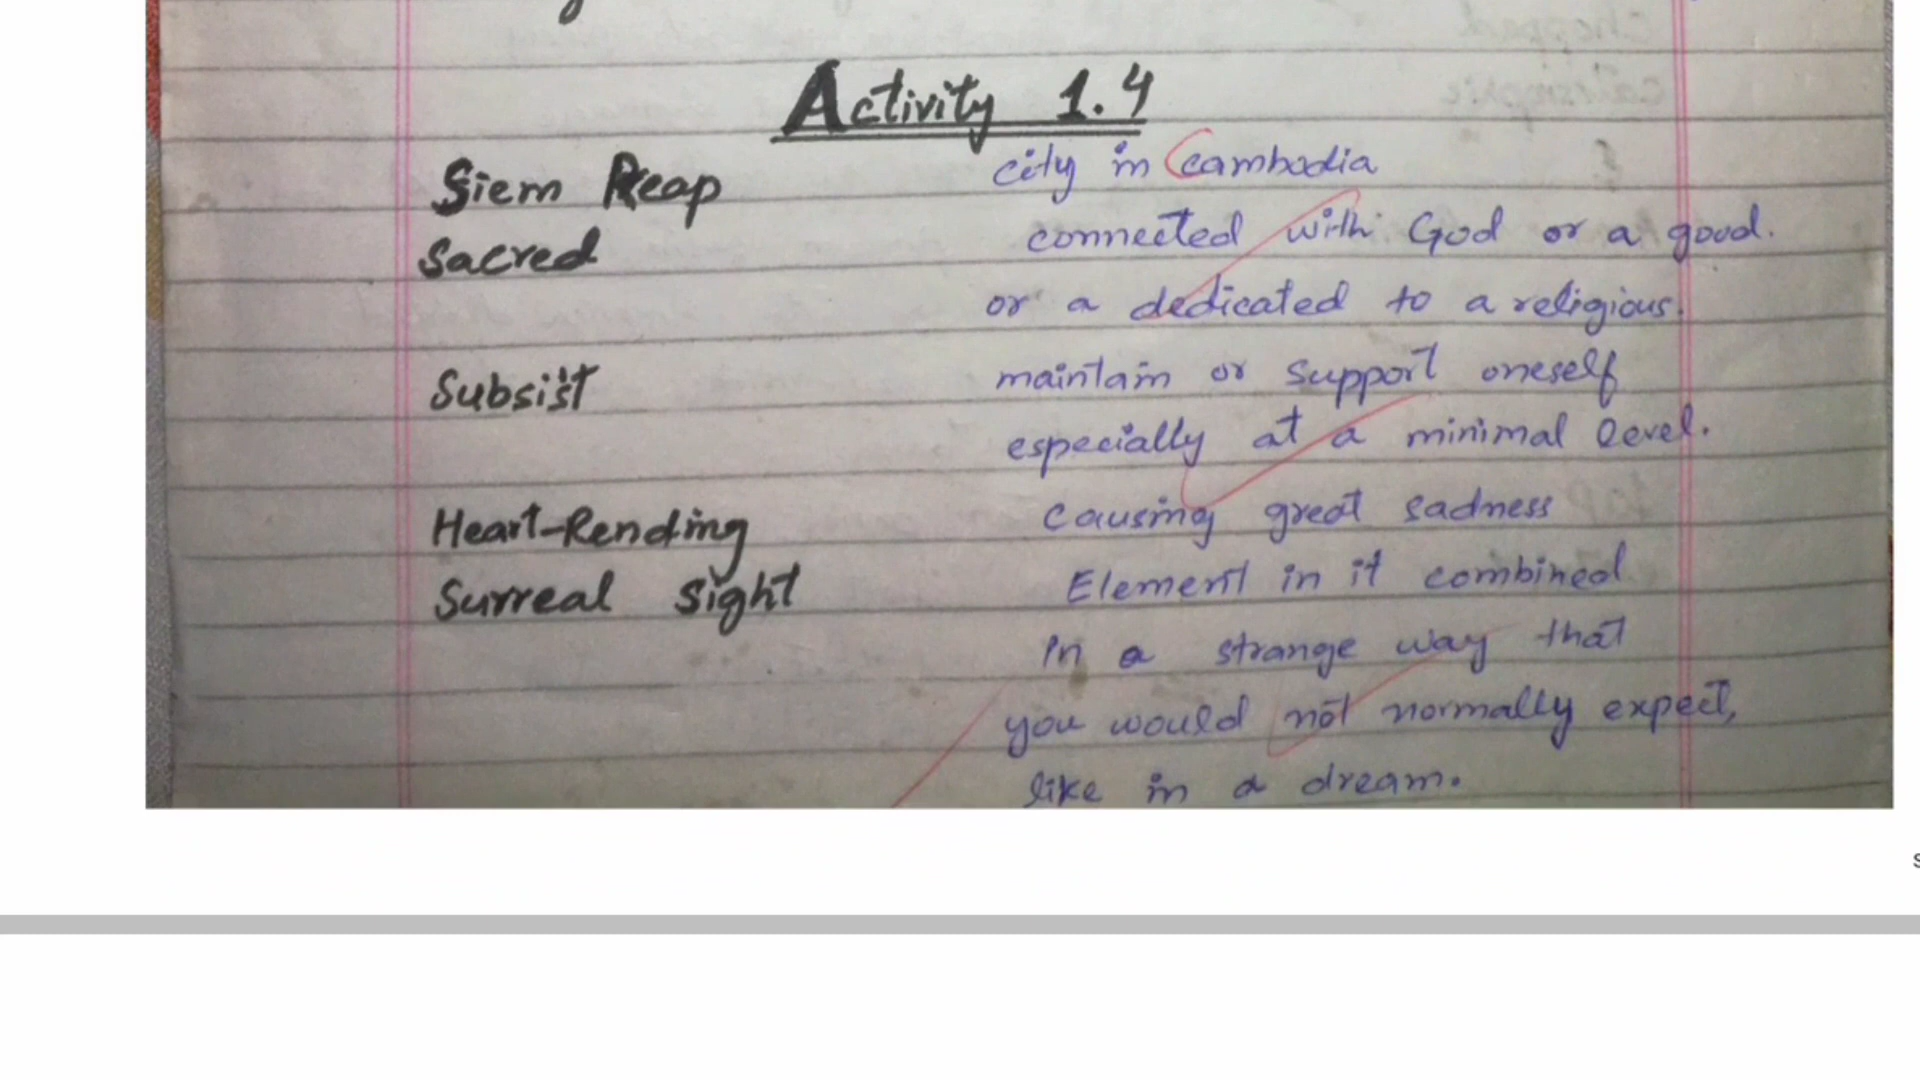 Activity 1.4
Siem Reap city in Cambodia
Sacred connected with God or a good.
or a dedicated to a religious.
Subsist maintain or support oneself
especially at a minimal level.
Heart-Rending Causing great sadness
Surreal Sight Element in it combined
in a strange way that
you would not normally expect,
like in a dream.